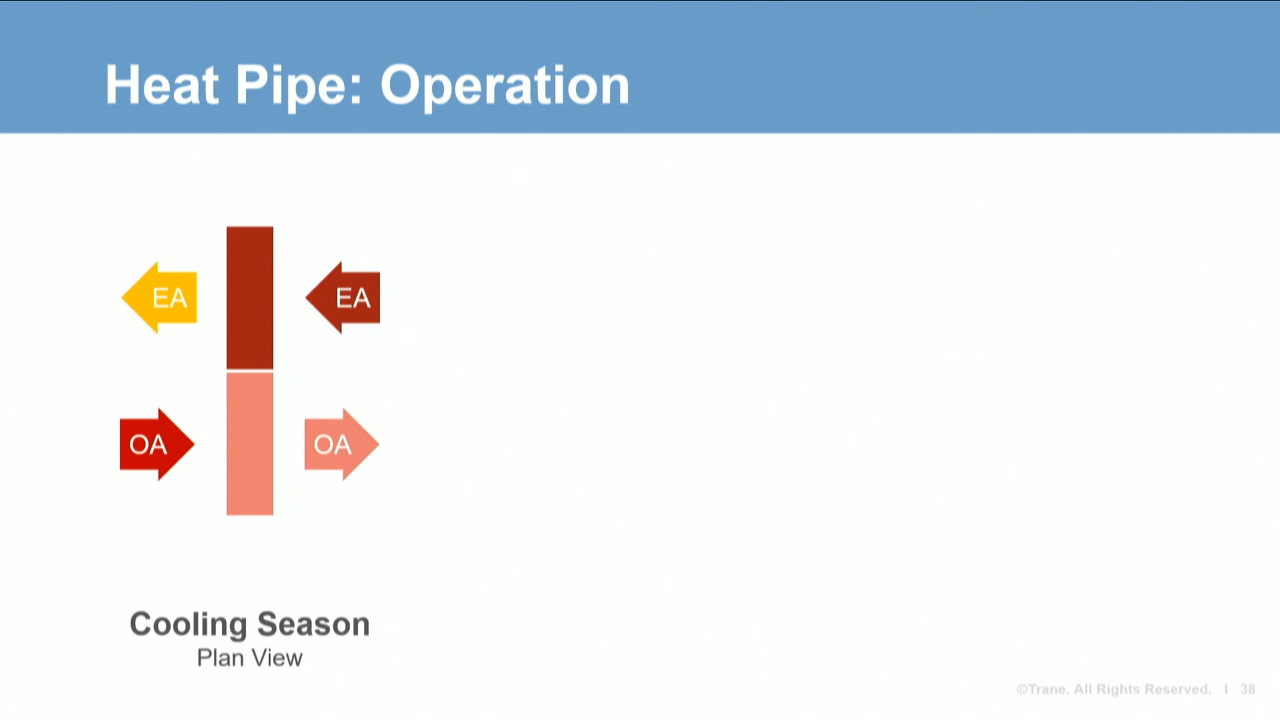 Heat Pipe: Operation
EA
EA
OA
OA
Cooling Season
Plan View
©Trane. All Rights Reserved. I 38